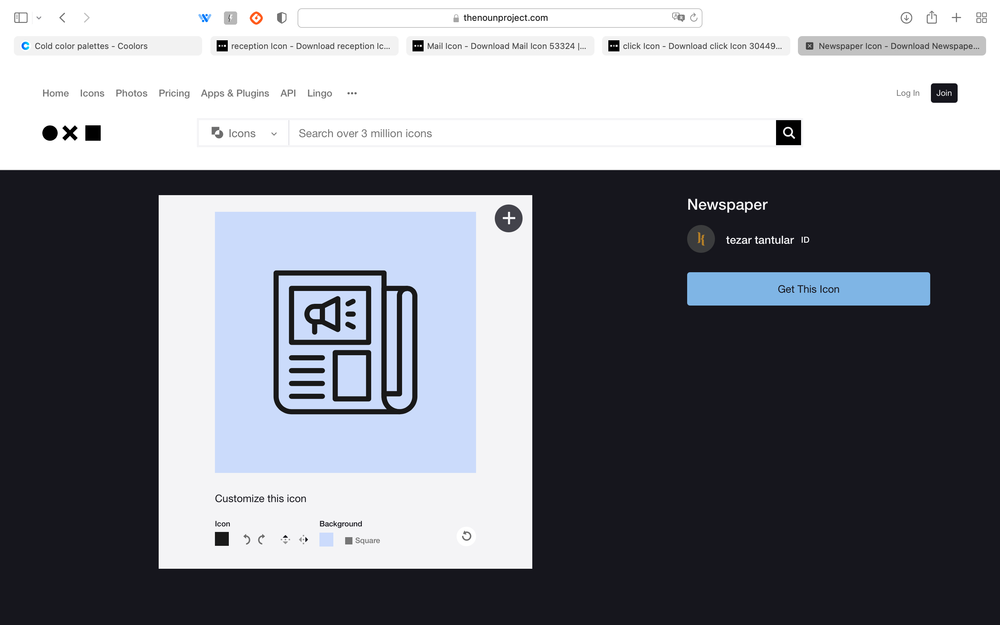 thenounproject.com
Cold color palettes - Coolors
reception Icon - Download reception Ic...
Mail Icon - Download Mail Icon 53324 |...
click Icon - Download click Icon 30449...
Newspaper Icon - Download Newspape...
Home Icons Photos Pricing Apps & Plugins API Lingo
Log In
Join
Icons
Search over 3 million icons
Newspaper
tezar tantular ID
Get This Icon
Customize this icon
Icon
Background
Square